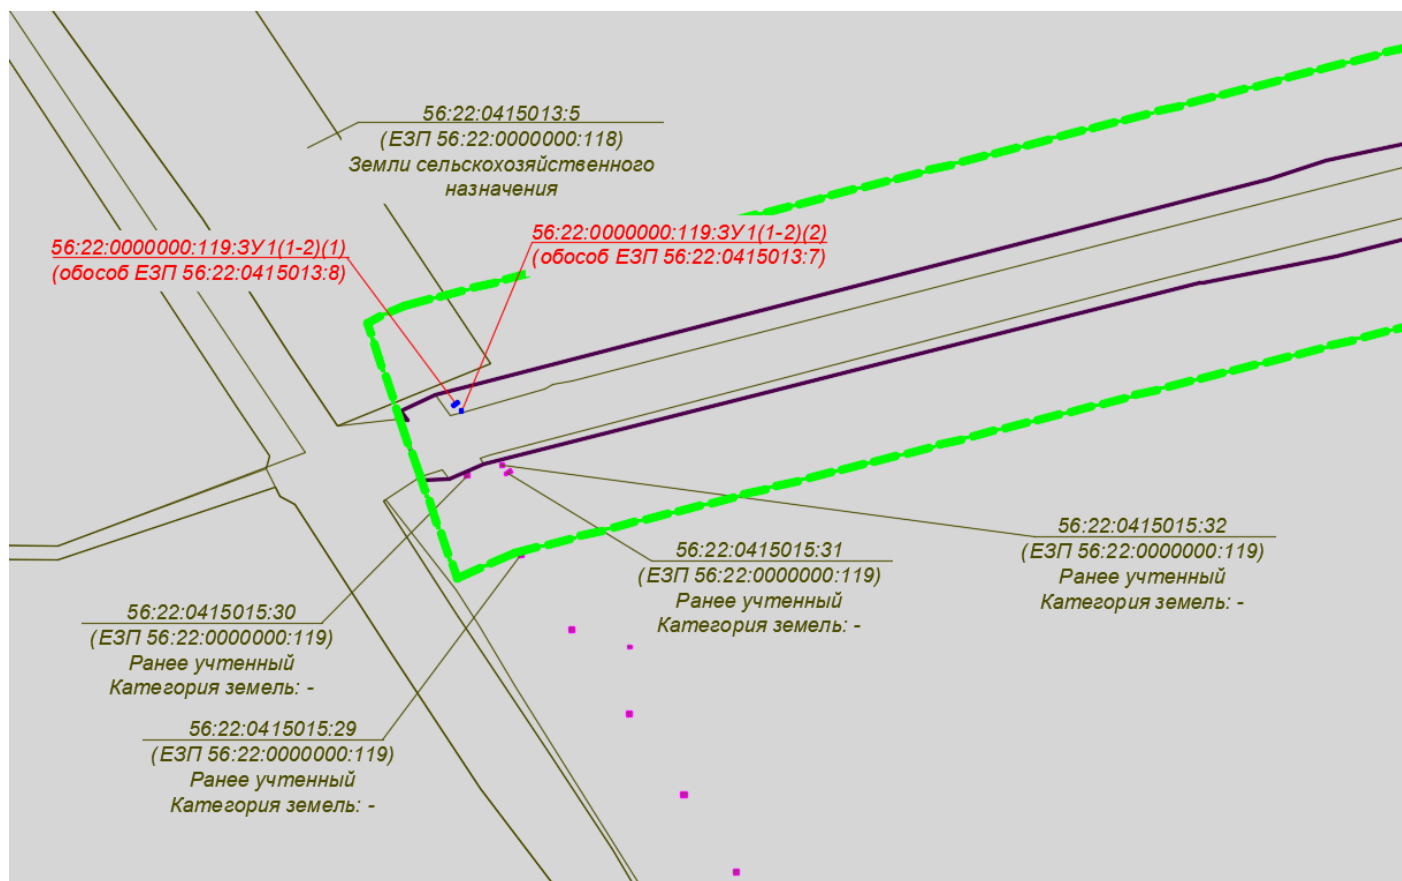 56:22:0415013:5
(ЕЗП 56:22:0000000:118)
Земли сельскохозяйственного
назначения
56:22:0000000:119:ЗУ1(1-2)(1)
(обособ ЕЗП 56:22:0415013:8)
56:22:0000000:119:ЗУ1(1-2)(2)
(обособ ЕЗП 56:22:0415013:7)
56:22:0415015:32
(ЕЗП 56:22:0000000:119)
Ранее учтенный
Категория земель: -
56:22:0415015:31
(ЕЗП 56:22:0000000:119)
Ранее учтенный
Категория земель: -
56:22:0415015:30
(ЕЗП 56:22:0000000:119)
Ранее учтенный
Категория земель: -
56:22:0415015:29
(ЕЗП 56:22:0000000:119)
Ранее учтенный
Категория земель: -